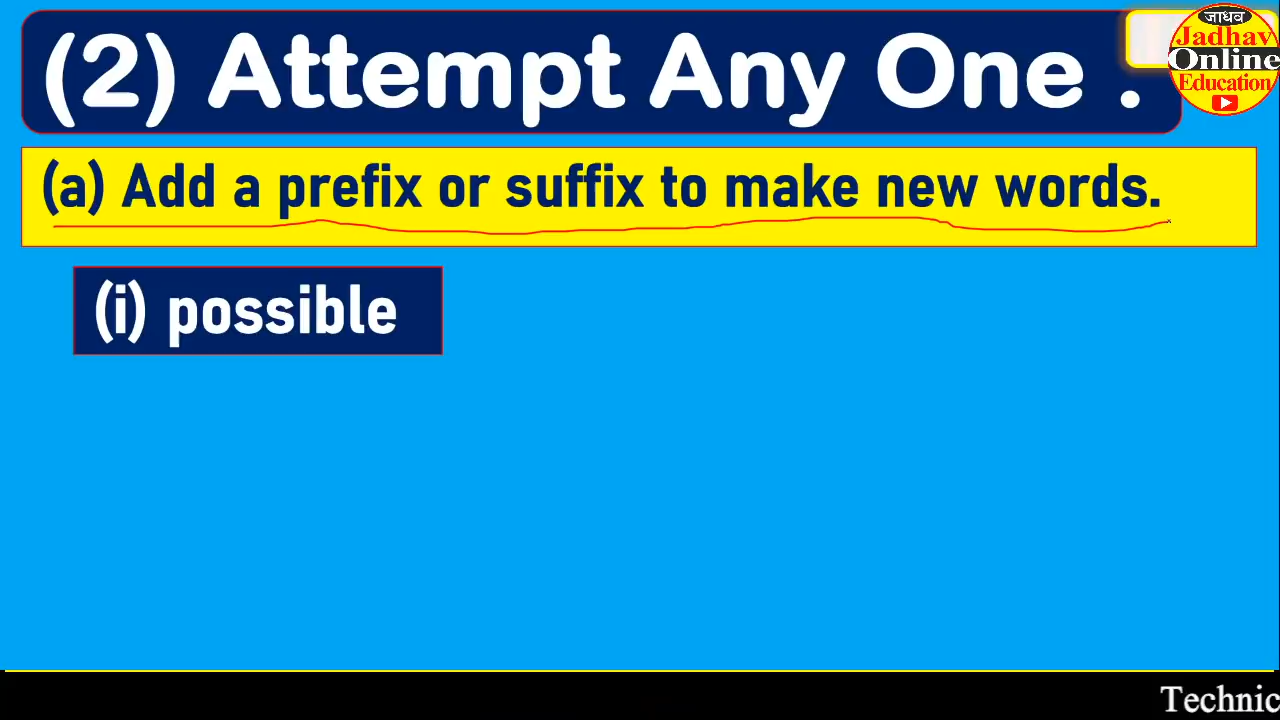 (2) Attempt Any One .
जाधव
Jadhav
Online
Education
(a) Add a prefix or suffix to make new words.
(i) possible
Technic